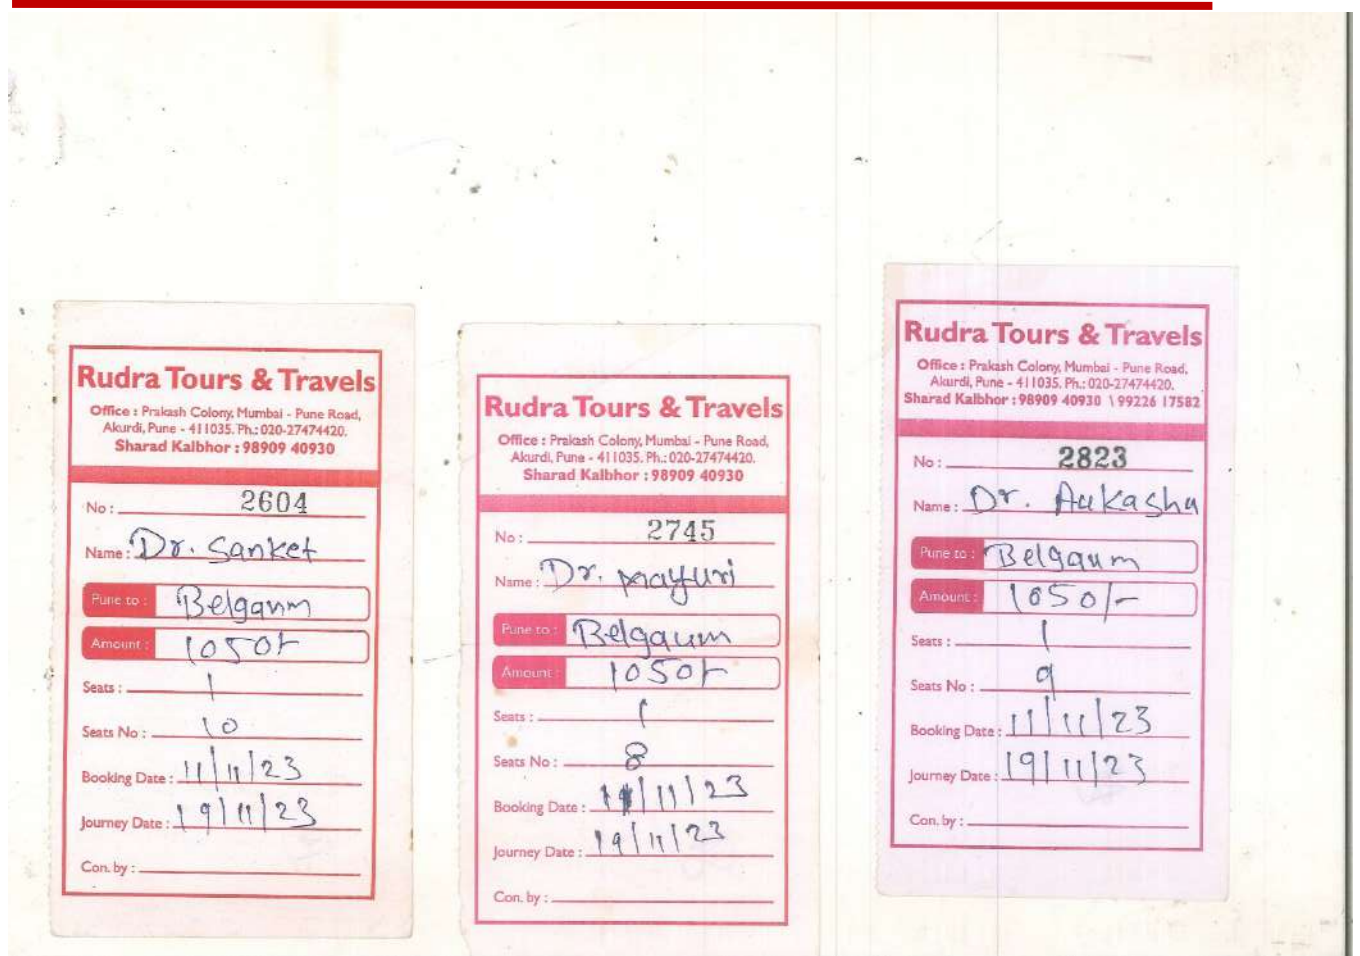 Rudra Tours & Travels
Office : Prakash Colony, Mumbai - Pune Road,
Akurdi, Pune - 411035. Ph.: 020-27474420.
Sharad Kalbhor : 98909 40930
No : 2604
Name : Dr. Sanket
Pune to : Belgaum
Amount : 1050/-
Seats : 1
Seats No : 10
Booking Date : 11/11/23
Journey Date : 19/11/23
Con. by :
Rudra Tours & Travels
Office : Prakash Colony, Mumbai - Pune Road,
Akurdi, Pune - 411035. Ph.: 020-27474420.
Sharad Kalbhor : 98909 40930
No : 2745
Name : Dr. Mayuri
Pune to : Belgaum
Amount : 1050/-
Seats : 1
Seats No : 8
Booking Date : 11/11/23
Journey Date : 19/11/23
Con. by :
Rudra Tours & Travels
Office : Prakash Colony, Mumbai - Pune Road,
Akurdi, Pune - 411035. Ph.: 020-27474420.
Sharad Kalbhor : 98909 40930 \ 99226 17582
No : 2823
Name : Dr. Aukasha
Pune to : Belgaum
Amount : 1050/-
Seats : 1
Seats No : 9
Booking Date : 11/11/23
Journey Date : 19/11/23
Con. by :